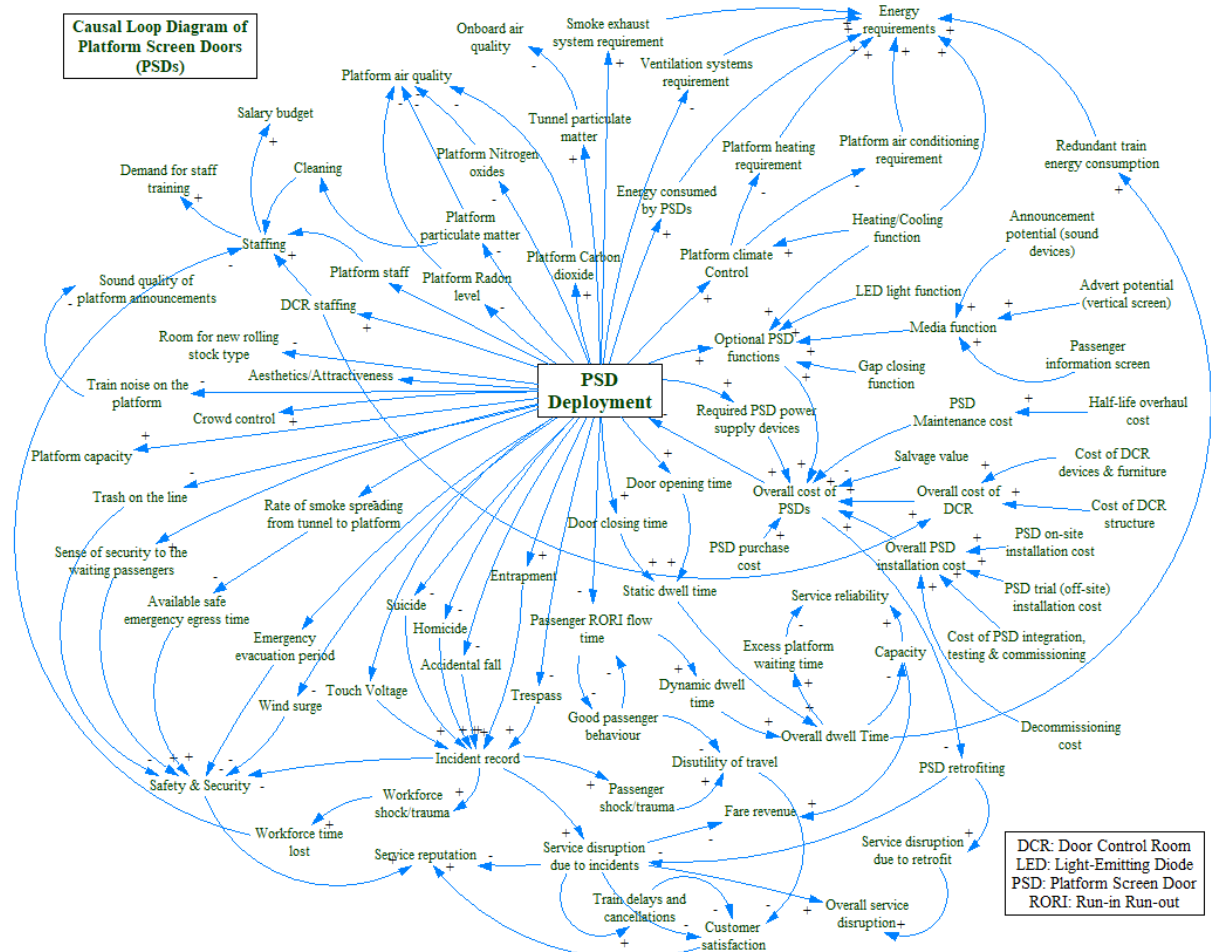 Causal Loop Diagram of
Platform Screen Doors
(PSDs)
Onboard air
quality
Smoke exhaust
system requirement
Energy
requirements
Platform air quality
Ventilation systems
requirement
Salary budget
Tunnel particulate
matter
Demand for staff
training
Cleaning
Platform Nitrogen
oxides
Platform heating
requirement
Platform air conditioning
requirement
Redundant train
energy consumption
Energy consumed
by PSDs
Staffing
Platform
particulate matter
Heating/Cooling
function
Announcement
potential (sound
devices)
Sound quality of
platform announcements
Platform staff
Platform Radon
level
Platform Carbon
dioxide
Platform climate
Control
DCR staffing
LED light function
Advert potential
(vertical screen)
Room for new rolling
stock type
Optional PSD
functions
Media function
Aesthetics/Attractiveness
PSD
Deployment
Passenger
information screen
Train noise on the
platform
Gap closing
function
Crowd control
Required PSD power
supply devices
PSD
Maintenance cost
Half-life overhaul
cost
Platform capacity
Salvage value
Cost of DCR
devices & furniture
Trash on the line
Rate of smoke spreading
from tunnel to platform
Door opening time
Overall cost of
PSDs
Overall cost of
DCR
Door closing time
Cost of DCR
structure
Sense of security to the
waiting passengers
PSD purchase
cost
Overall PSD
installation cost
PSD on-site
installation cost
Entrapment
Static dwell time
PSD trial (off-site)
installation cost
Available safe
emergency egress time
Suicide
Passenger RORI flow
time
Service reliability
Homicide
Emergency
evacuation period
Excess platform
waiting time
Capacity
Cost of PSD integration,
testing & commissioning
Accidental fall
Touch Voltage
Trespass
Dynamic dwell
time
Wind surge
Good passenger
behaviour
Overall dwell Time
Decommissioning
cost
Incident record
Disutility of travel
PSD retrofiting
Safety & Security
Workforce
shock/trauma
Passenger
shock/trauma
Fare revenue
Workforce time
lost
Service reputation
Service disruption
due to incidents
Service disruption
due to retrofit
DCR: Door Control Room
LED: Light-Emitting Diode
PSD: Platform Screen Door
RORI: Run-in Run-out
Train delays and
cancellations
Overall service
disruption
Customer
satisfaction